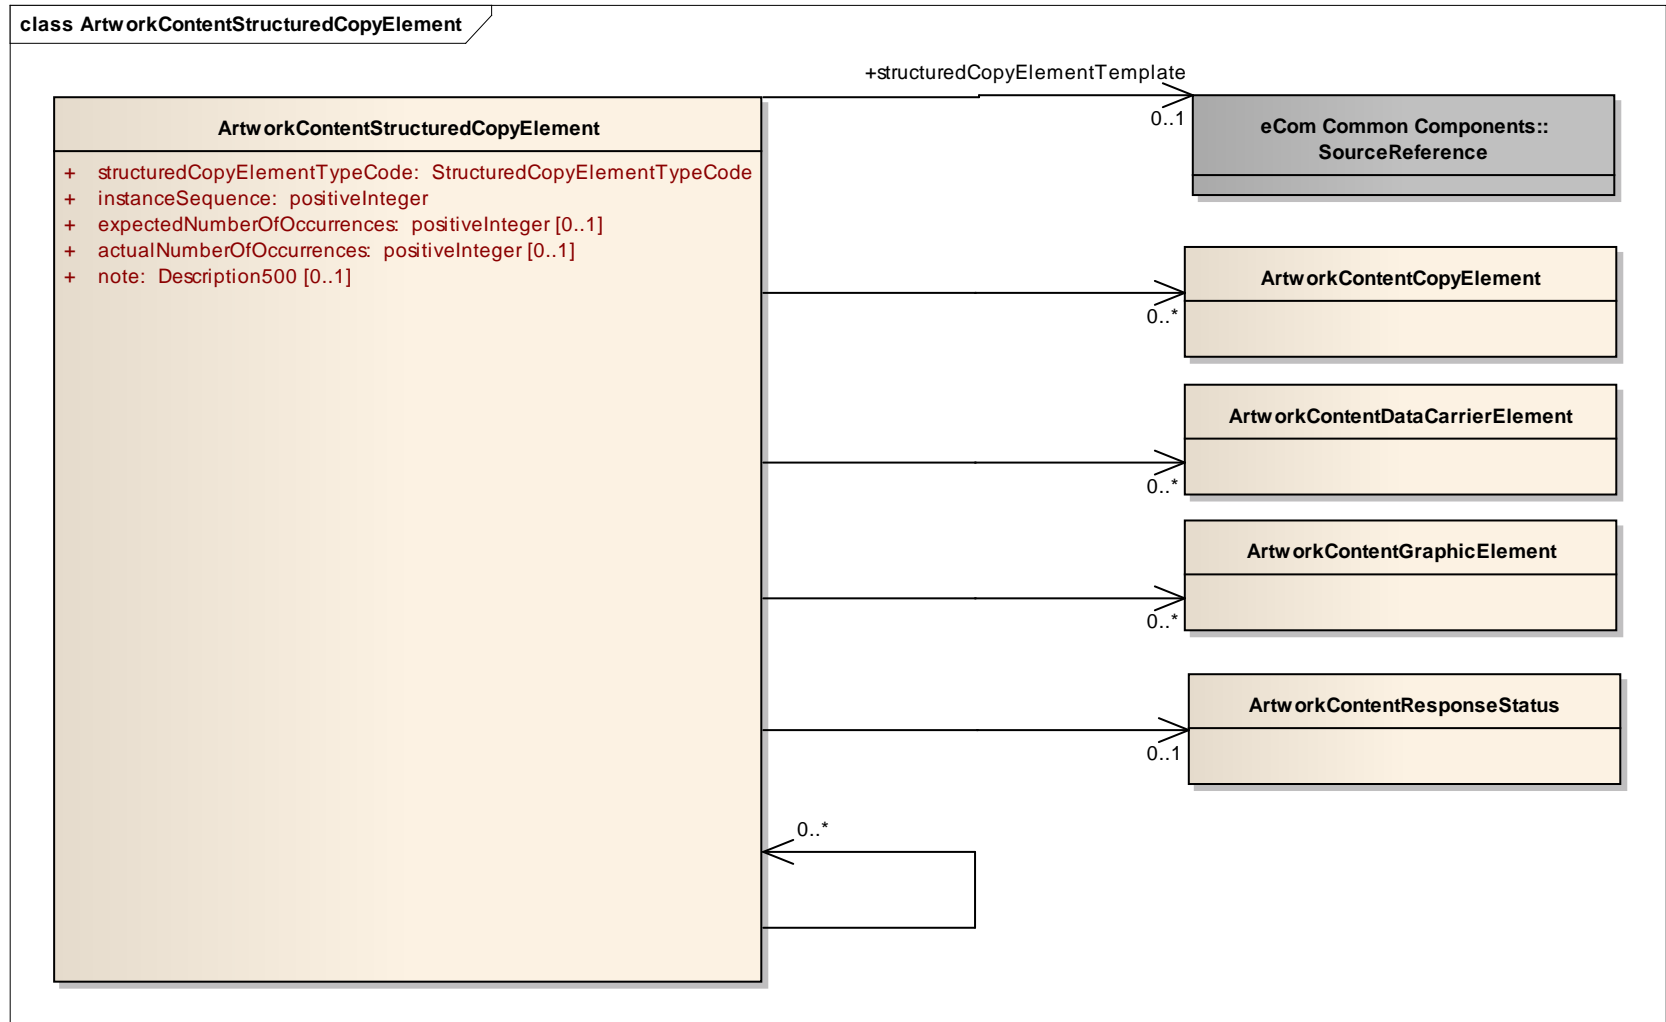 class ArtworkContentStructuredCopyElement
+structuredCopyElementTemplate
0..1
ArtworkContentStructuredCopyElement
+ structuredCopyElementTypeCode: StructuredCopyElementTypeCode
+ instanceSequence: positiveInteger
+ expectedNumberOfOccurrences: positiveInteger [0..1]
+ actualNumberOfOccurrences: positiveInteger [0..1]
+ note: Description500 [0..1]
eCom Common Components::
SourceReference
ArtworkContentCopyElement
0..*
ArtworkContentDataCarrierElement
0..*
ArtworkContentGraphicElement
0..*
ArtworkContentResponseStatus
0..1
0..*